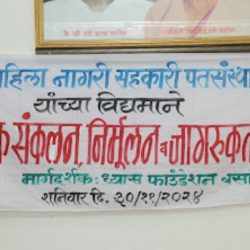 महिला नागरी सहकारी पतसंस्था
यांच्या विद्यमाने
संकलन, निर्मूलन व जागरुकत
मार्गदर्शक: ध्यास फाउंडेशन
शनिवार दि. ३०/११/२०२४